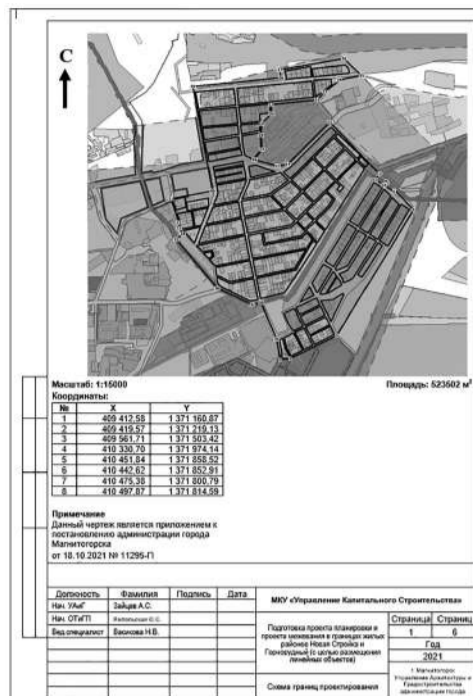 С
Масштаб: 1:15000
Площадь: 523502 м²
Координаты:
№ X Y
1 409 412,58 1 371 160,87
2 409 419,57 1 371 219,13
3 409 561,71 1 371 503,42
4 410 330,70 1 371 974,14
5 410 451,84 1 371 858,52
6 410 442,62 1 371 852,91
7 410 475,38 1 371 800,79
8 410 497,87 1 371 814,59
Примечание
Данный чертеж является приложением к
постановлению администрации города
Магнитогорска
от 18.10.2021 № 11295-П
Должность Фамилия Подпись Дата
МКУ «Управление Капитального Строительства»
Нач. УАиГ Зайцев А.С.
Нач. ОТиГП
Вед.специалист Васикова Н.В.
Подготовка проекта планировки и
проекта межевания в границах жилых
районов Новая Стройка и
Горнорудный (с целью размещения
линейных объектов)
Страница Страниц
1 6
Год
2021
Схема границ проектирования
г. Магнитогорск
Управление Архитектуры и
Градостроительства
администрации города